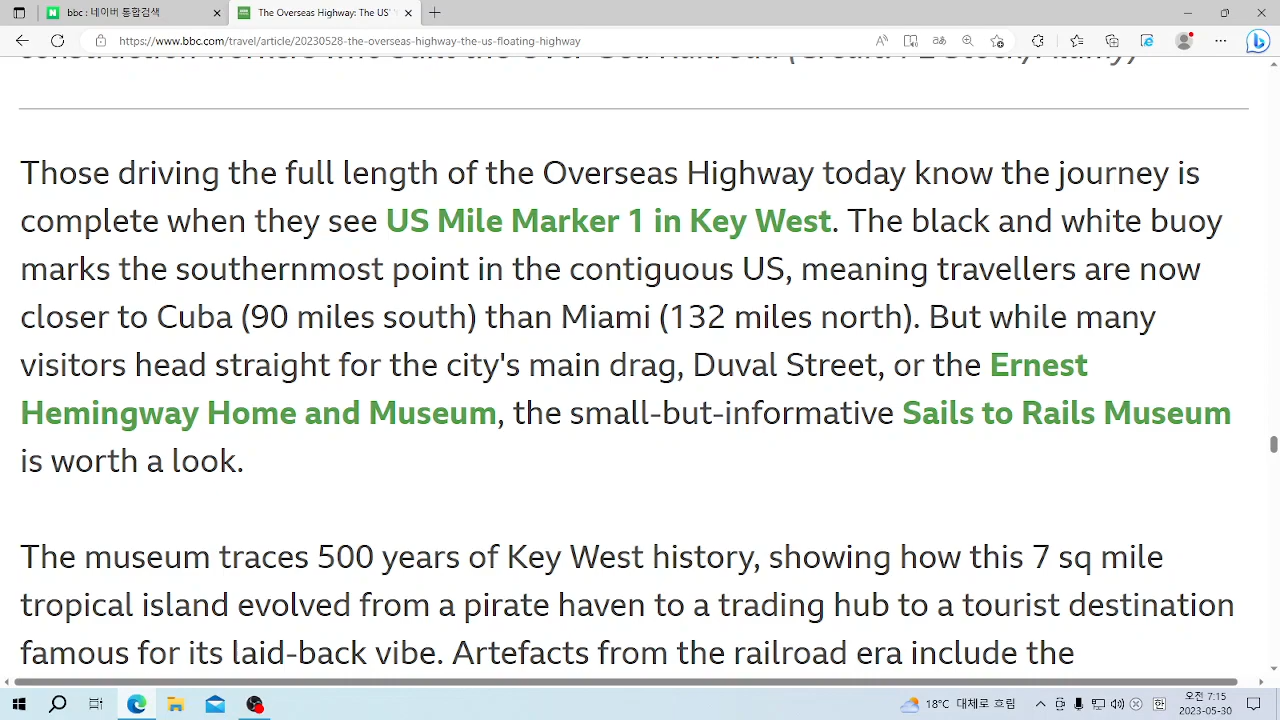 bbc : 네이버 통합검색
The Overseas Highway: The US'
https://www.bbc.com/travel/article/20230528-the-overseas-highway-the-us-floating-highway
Those driving the full length of the Overseas Highway today know the journey is
complete when they see US Mile Marker 1 in Key West. The black and white buoy
marks the southernmost point in the contiguous US, meaning travellers are now
closer to Cuba (90 miles south) than Miami (132 miles north). But while many
visitors head straight for the city's main drag, Duval Street, or the Ernest
Hemingway Home and Museum, the small-but-informative Sails to Rails Museum
is worth a look.
The museum traces 500 years of Key West history, showing how this 7 sq mile
tropical island evolved from a pirate haven to a trading hub to a tourist destination
famous for its laid-back vibe. Artefacts from the railroad era include the
18°C 대체로 흐림
오전 7:15
2023-05-30